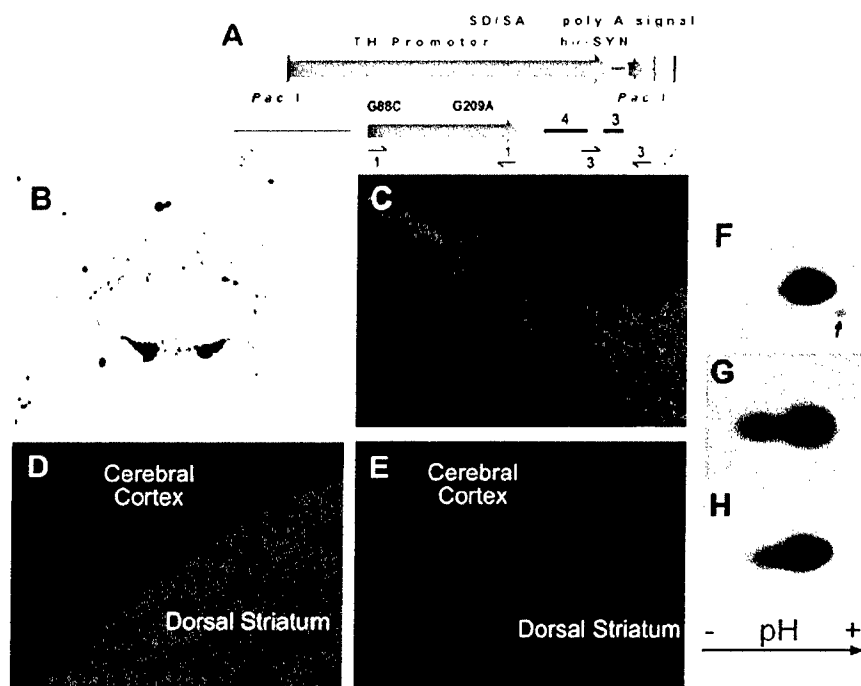 A
SD/SA poly A signal
TH Promotor hα-SYN
Pac I Pac I
G88C G209A 4 3
1 1 3 3
B
C
F
G
D
Cerebral
Cortex
Dorsal Striatum
E
Cerebral
Cortex
Dorsal Striatum
H
- pH +